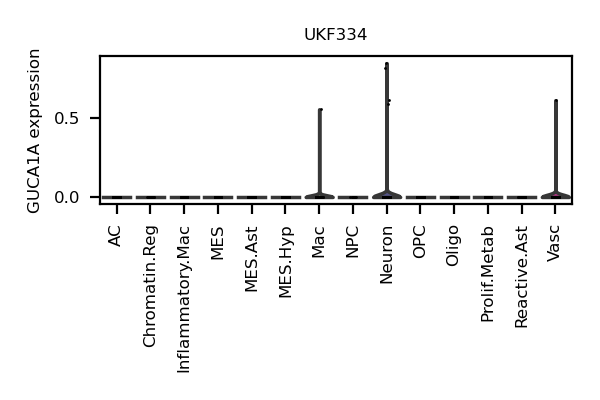 UKF334
GUCA1A expression
0.5
0.0
AC
Chromatin.Reg
Inflammatory.Mac
MES
MES.Ast
MES.Hyp
Mac
NPC
Neuron
OPC
Oligo
Prolif.Metab
Reactive.Ast
Vasc